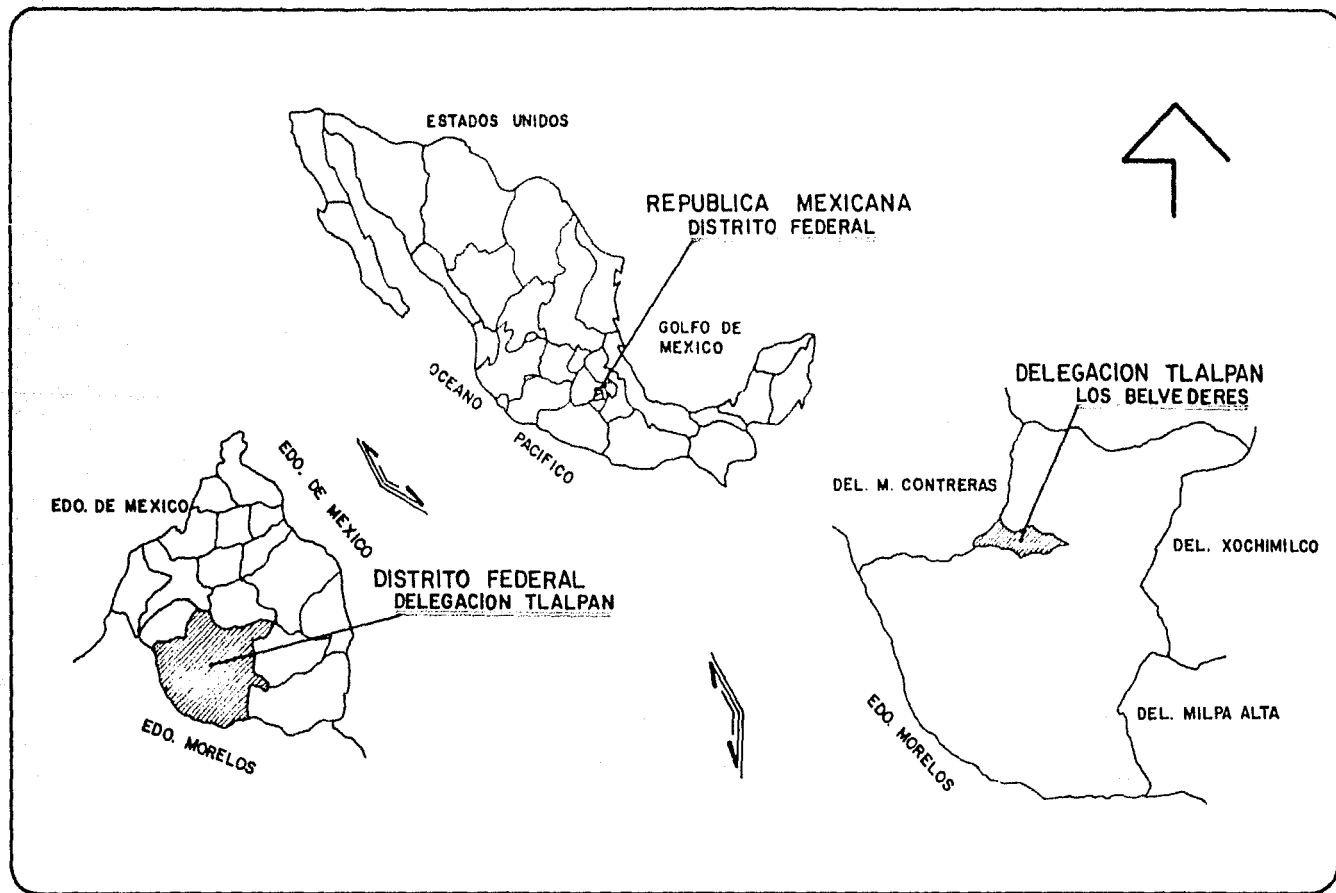 ESTADOS UNIDOS
REPUBLICA MEXICANA
DISTRITO FEDERAL
GOLFO DE
MEXICO
OCEANO
PACIFICO
EDO. DE MEXICO
EDO. DE MEXICO
DISTRITO FEDERAL
DELEGACION TLALPAN
EDO. MORELOS
DELEGACION TLALPAN
LOS BELVEDERES
DEL. M. CONTRERAS
DEL. XOCHIMILCO
DEL. MILPA ALTA
EDO. MORELOS